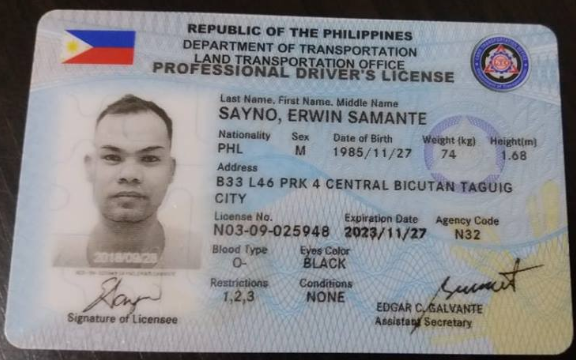 REPUBLIC OF THE PHILIPPINES
DEPARTMENT OF TRANSPORTATION
LAND TRANSPORTATION OFFICE
PROFESSIONAL DRIVER'S LICENSE
Last Name, First Name, Middle Name
SAYNO, ERWIN SAMANTE
Nationality Sex Date of Birth Weight (kg) Height(m)
PHL M 1985/11/27 74 1.68
Address
B33 L46 PRK 4 CENTRAL BICUTAN TAGUIG
CITY
License No. Expiration Date Agency Code
N03-09-025948 2023/11/27 N32
Blood Type Eyes Color
O- BLACK
Restrictions Conditions
1,2,3 NONE
2018/09/28
Signature of Licensee
EDGAR C. GALVANTE
Assistant Secretary